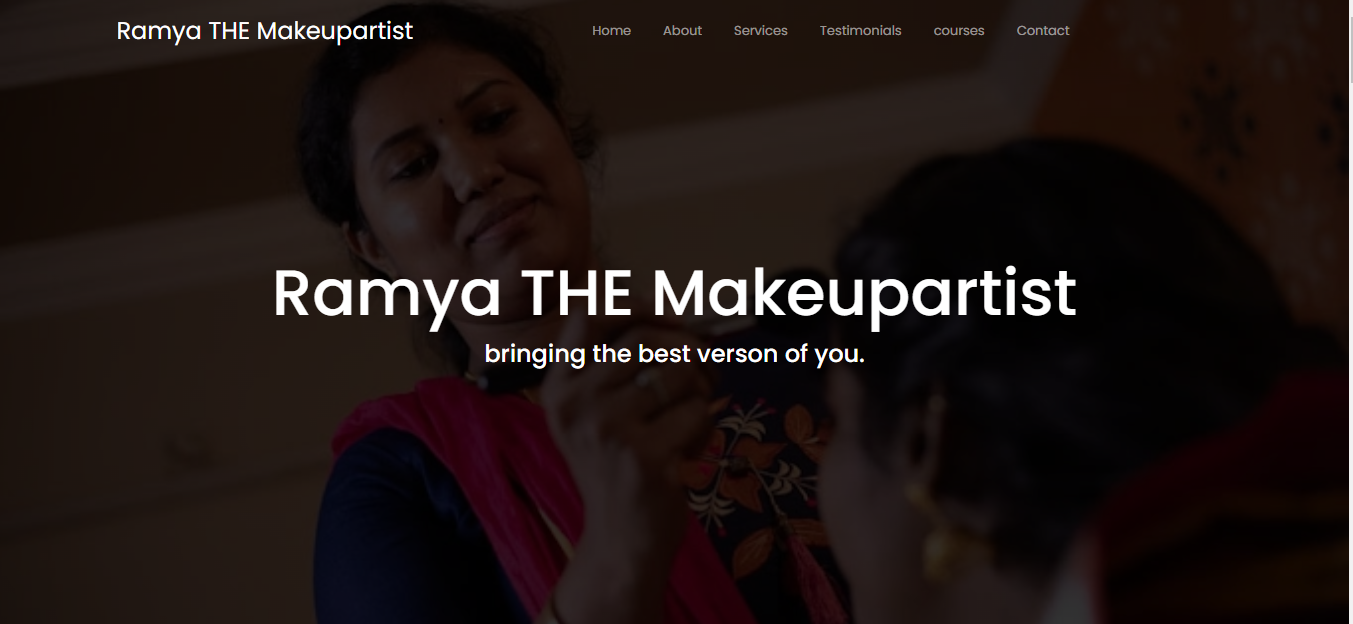 Ramya THE Makeupartist
Home About Services Testimonials courses Contact
Ramya THE Makeupartist
bringing the best verson of you.